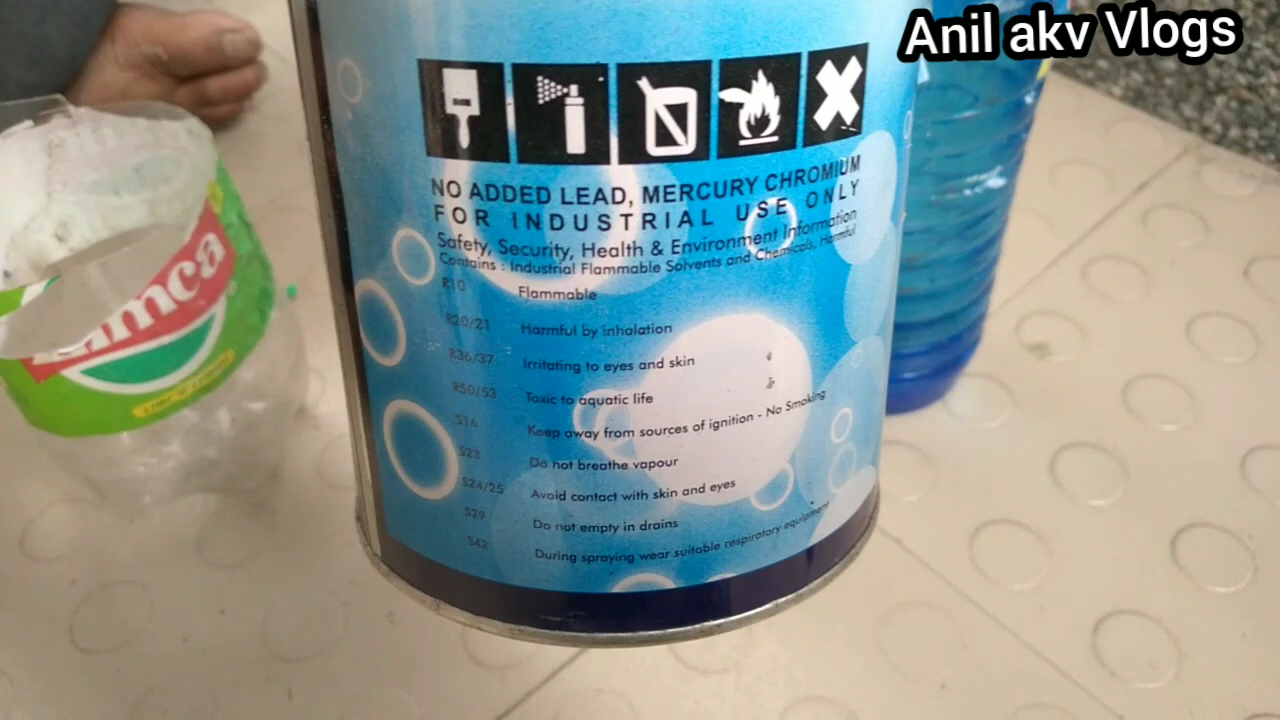 Anil akv Vlogs
NO ADDED LEAD, MERCURY CHROMIUM
FOR INDUSTRIAL USE ONLY
Safety, Security, Health & Environment Information
Contains : Industrial Flammable Solvents and Chemicals, Harmful
R10 Flammable
R20/21 Harmful by inhalation
R36/37 Irritating to eyes and skin
R50/53 Toxic to aquatic life
S16 Keep away from sources of ignition - No Smoking
S23 Do not breathe vapour
S24/25 Avoid contact with skin and eyes
S29 Do not empty in drains
S42 During spraying wear suitable respiratory equipment